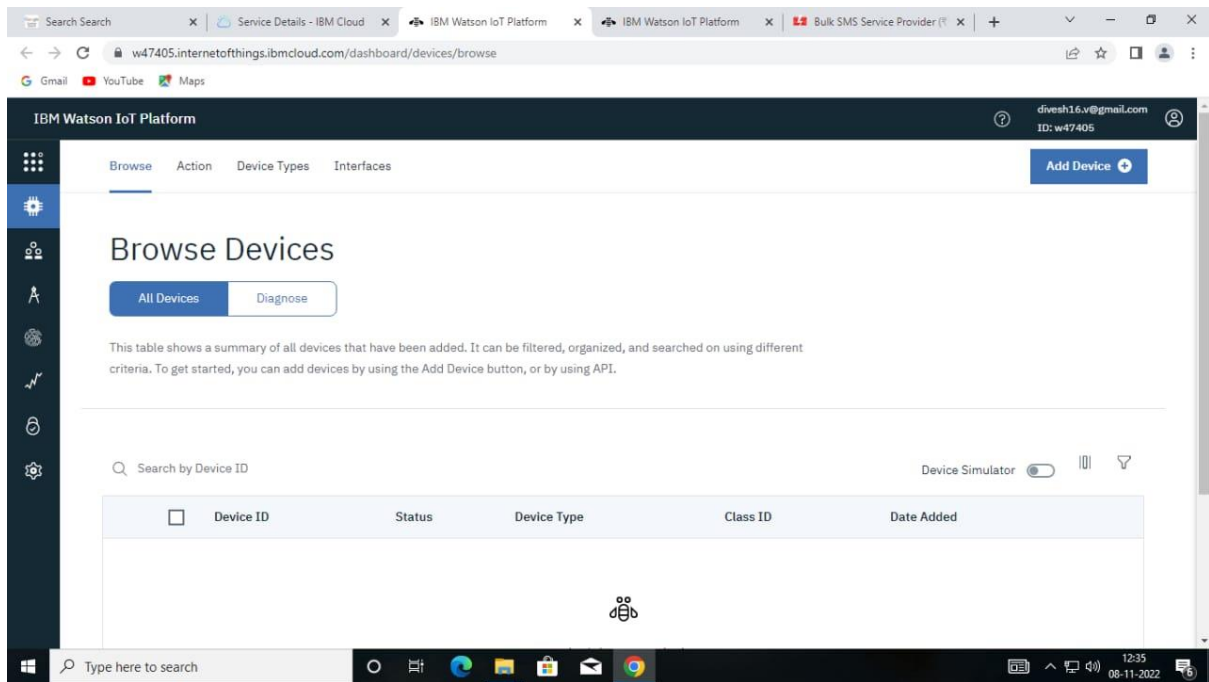 Search Search
Service Details - IBM Cloud
IBM Watson IoT Platform
IBM Watson IoT Platform
Bulk SMS Service Provider
w47405.internetofthings.ibmcloud.com/dashboard/devices/browse
Gmail YouTube Maps
IBM Watson IoT Platform
divesh16.v@gmail.com
ID: w47405
Browse Action Device Types Interfaces
Add Device
Browse Devices
All Devices Diagnose
This table shows a summary of all devices that have been added. It can be filtered, organized, and searched on using different
criteria. To get started, you can add devices by using the Add Device button, or by using API.
Search by Device ID
Device Simulator
Device ID Status Device Type Class ID Date Added
Type here to search
12:35
08-11-2022
6